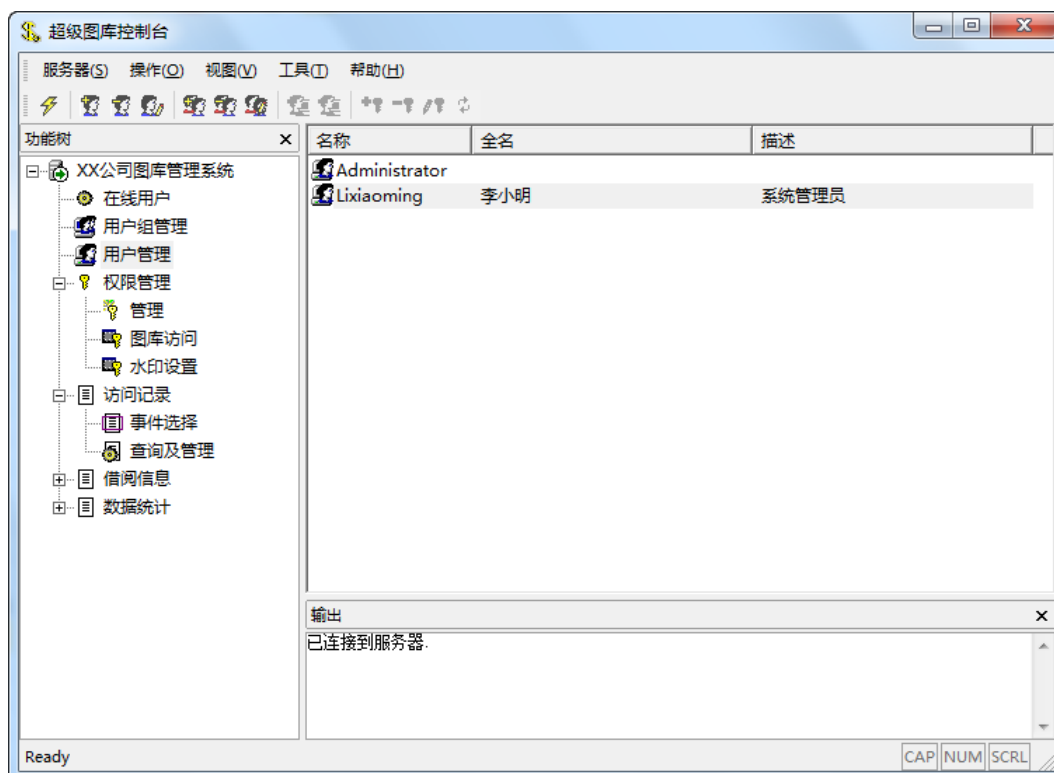 超级图库控制台
服务器(S) 操作(O) 视图(V) 工具(T) 帮助(H)
功能树
XX公司图库管理系统
在线用户
用户组管理
用户管理
权限管理
管理
图库访问
水印设置
访问记录
事件选择
查询及管理
借阅信息
数据统计
名称 全名 描述
Administrator
Lixiaoming 李小明 系统管理员
输出
已连接到服务器.
Ready CAP NUM SCRL